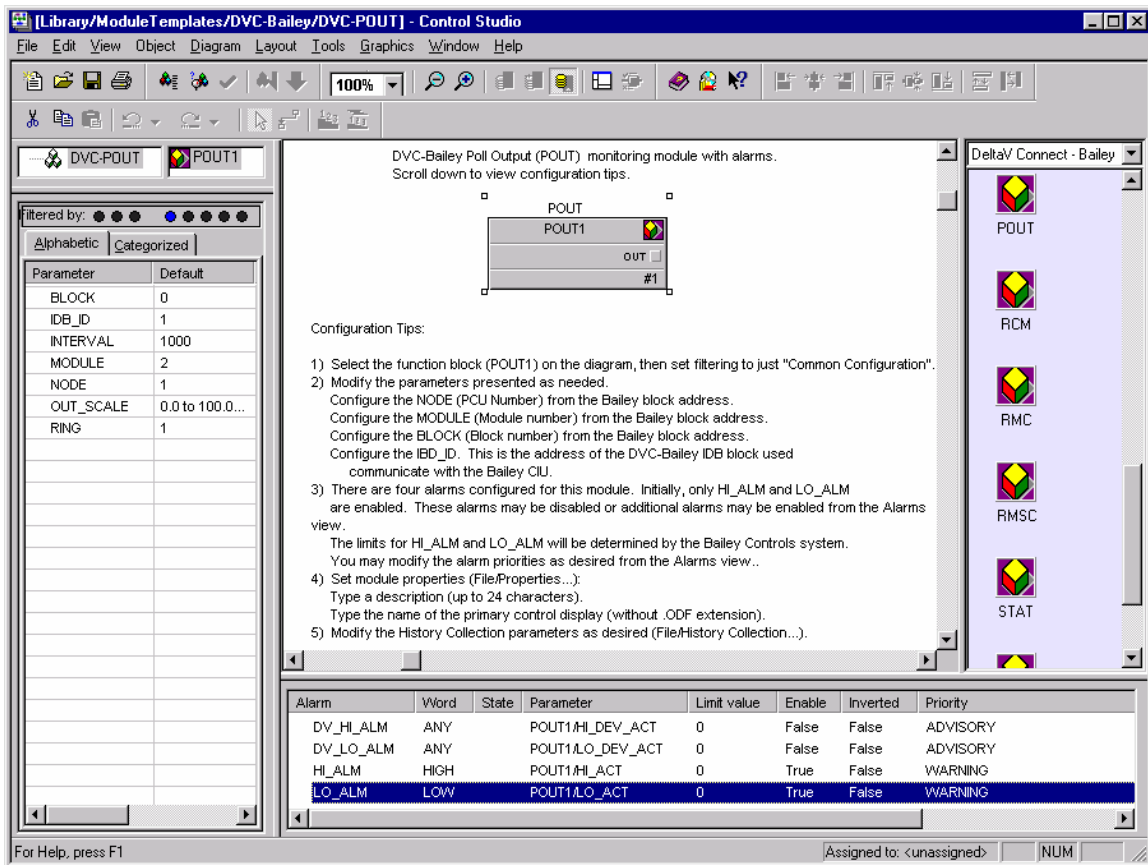 [Library/ModuleTemplates/DVC-Bailey/DVC-POUT] - Control Studio
File Edit View Object Diagram Layout Tools Graphics Window Help
100%
DVC-POUT
POUT1
Filtered by:
Alphabetic Categorized
Parameter Default
BLOCK 0
IDB_ID 1
INTERVAL 1000
MODULE 2
NODE 1
OUT_SCALE 0.0 to 100.0...
RING 1
DVC-Bailey Poll Output (POUT) monitoring module with alarms.
Scroll down to view configuration tips.
POUT
POUT1
OUT
#1
Configuration Tips:
1) Select the function block (POUT1) on the diagram, then set filtering to just "Common Configuration".
2) Modify the parameters presented as needed.
Configure the NODE (PCU Number) from the Bailey block address.
Configure the MODULE (Module number) from the Bailey block address.
Configure the BLOCK (Block number) from the Bailey block address.
Configure the IBD_ID. This is the address of the DVC-Bailey IDB block used
communicate with the Bailey CIU.
3) There are four alarms configured for this module. Initially, only HI_ALM and LO_ALM
are enabled. These alarms may be disabled or additional alarms may be enabled from the Alarms
view.
The limits for HI_ALM and LO_ALM will be determined by the Bailey Controls system.
You may modify the alarm priorities as desired from the Alarms view..
4) Set module properties (File/Properties...):
Type a description (up to 24 characters).
Type the name of the primary control display (without .ODF extension).
5) Modify the History Collection parameters as desired (File/History Collection...).
DeltaV Connect - Bailey
POUT
RCM
RMC
RMSC
STAT
Alarm Word State Parameter Limit value Enable Inverted Priority
DV_HI_ALM ANY POUT1/HI_DEV_ACT 0 False False ADVISORY
DV_LO_ALM ANY POUT1/LO_DEV_ACT 0 False False ADVISORY
HI_ALM HIGH POUT1/HI_ACT 0 True False WARNING
LO_ALM LOW POUT1/LO_ACT 0 True False WARNING
For Help, press F1
Assigned to: <unassigned>
NUM